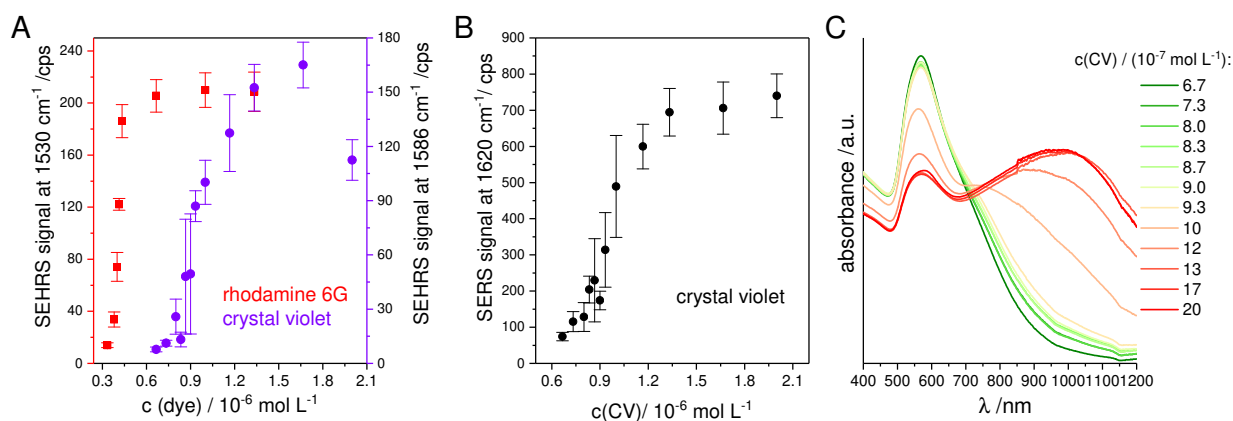 A
SEHRS signal at 1530 cm⁻¹ /cps
240
200
160
120
80
40
0
0.3 0.6 0.9 1.2 1.5 1.8 2.1
c (dye) / 10⁻⁶ mol L⁻¹
rhodamine 6G
crystal violet
180
150
120
90
60
30
0
SEHRS signal at 1586 cm⁻¹ /cps
B
SERS signal at 1620 cm⁻¹/ cps
900
800
700
600
500
400
300
200
100
0
0.6 0.9 1.2 1.5 1.8 2.1
c(CV)/ 10⁻⁶ mol L⁻¹
crystal violet
C
absorbance /a.u.
400 500 600 700 800 900 1000 1100 1200
λ /nm
c(CV) / (10⁻⁷ mol L⁻¹):
6.7
7.3
8.0
8.3
8.7
9.0
9.3
10
12
13
17
20